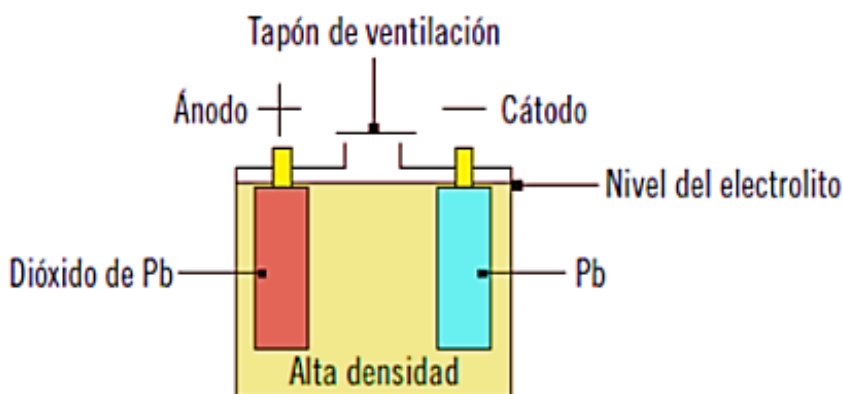 Tapón de ventilación
Ánodo + − Cátodo
Nivel del electrolito
Dióxido de Pb
Pb
Alta densidad